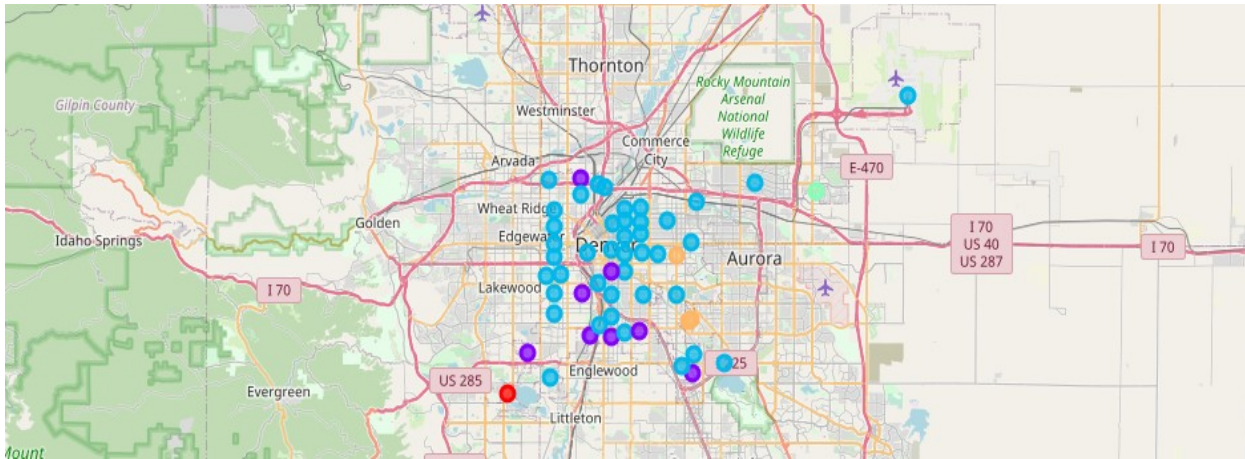 Thornton
Rocky Mountain
Arsenal
National
Wildlife
Refuge
Gilpin County
Westminster
Commerce
City
Arvada
E-470
Wheat Ridge
Golden
Edgewater
Idaho Springs
I 70
US 40
US 287
I 70
Aurora
I 70
Lakewood
Englewood
US 285
Evergreen
Littleton
Mount